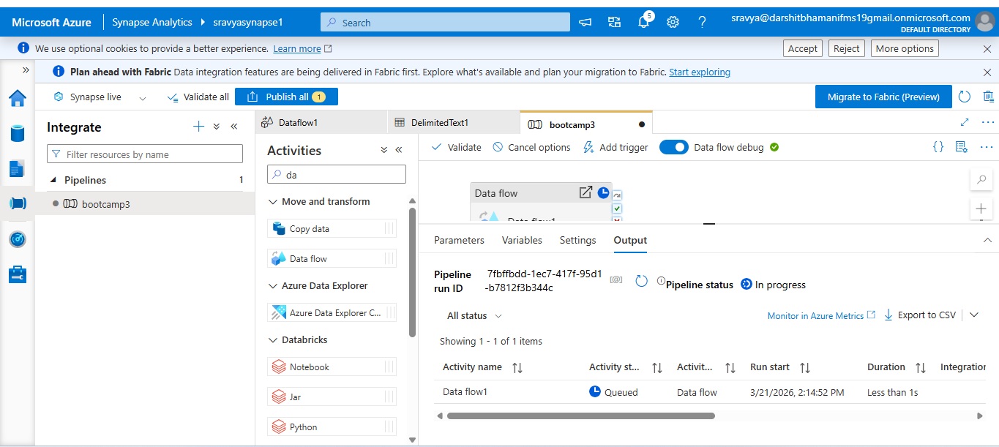 Microsoft Azure Synapse Analytics sravyasynapse1 Search 5 ? sravya@darshitbhamanifms19gmail.onmicrosoft.com
DEFAULT DIRECTORY
We use optional cookies to provide a better experience. Learn more Accept Reject More options
Plan ahead with Fabric Data integration features are being delivered in Fabric first. Explore what's available and plan your migration to Fabric. Start exploring
Synapse live Validate all Publish all 1 Migrate to Fabric (Preview)
Integrate
Filter resources by name
Pipelines 1
bootcamp3
Dataflow1 DelimitedText1 bootcamp3
Activities
da
Move and transform
Copy data
Data flow
Azure Data Explorer
Azure Data Explorer C...
Databricks
Notebook
Jar
Python
Validate Cancel options Add trigger Data flow debug {}
Data flow
Data flow1
Parameters Variables Settings Output
Pipeline run ID
7fbffbdd-1ec7-417f-95d1
-b7812f3b344c
[@]
Pipeline status In progress
All status Monitor in Azure Metrics Export to CSV
Showing 1 - 1 of 1 items
Activity name Activity st... Activit... Run start Duration Integration
Data flow1 Queued Data flow 3/21/2026, 2:14:52 PM Less than 1s